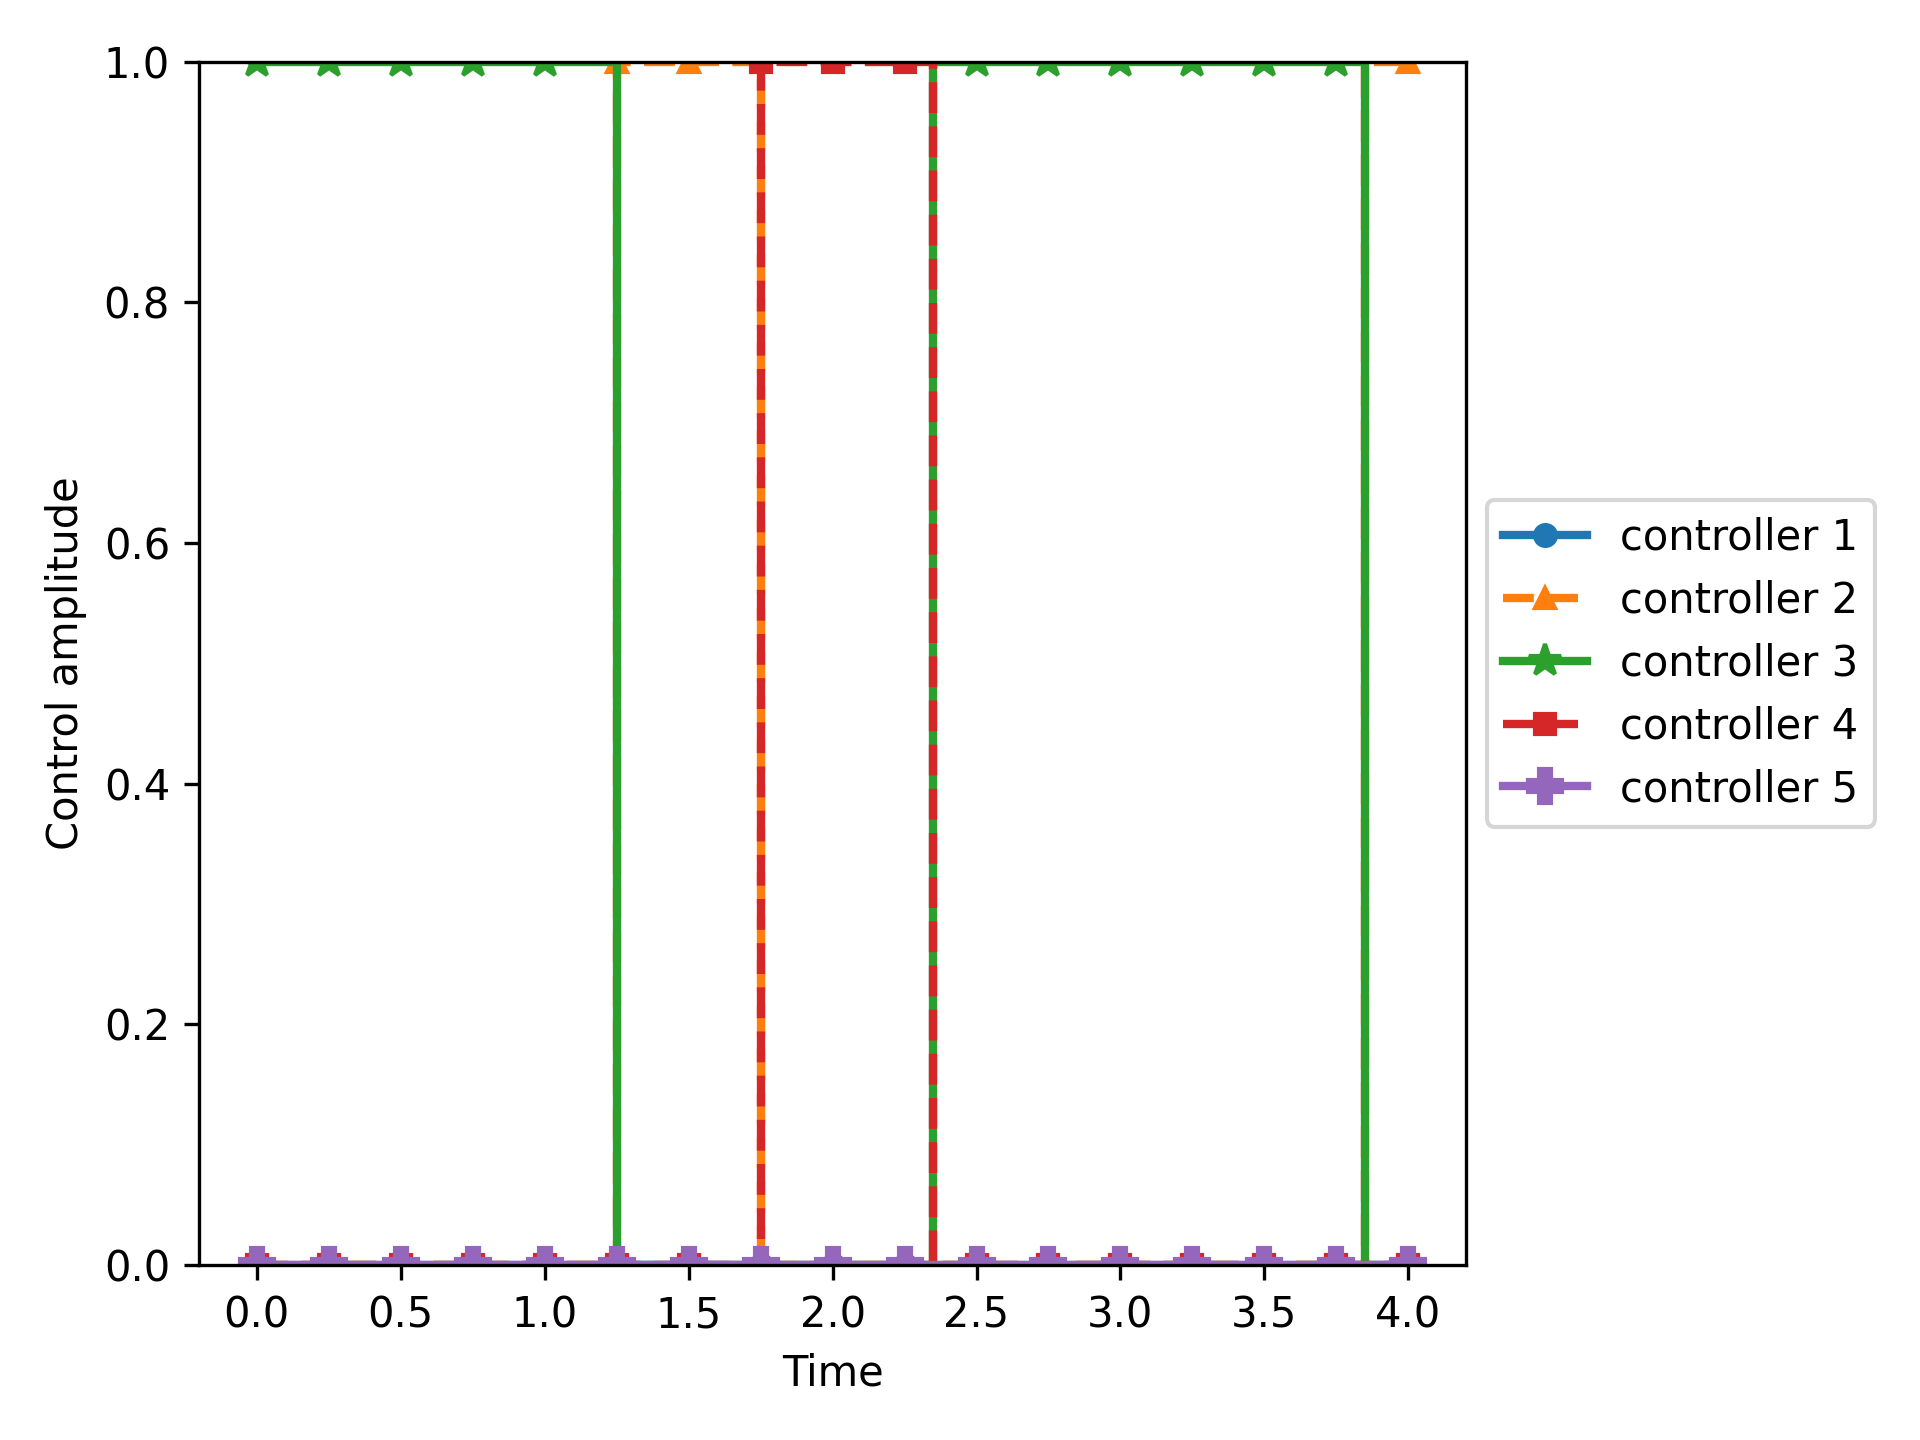 1.0
0.8
0.6
0.4
0.2
0.0
Control amplitude
0.0 0.5 1.0 1.5 2.0 2.5 3.0 3.5 4.0
Time
controller 1
controller 2
controller 3
controller 4
controller 5